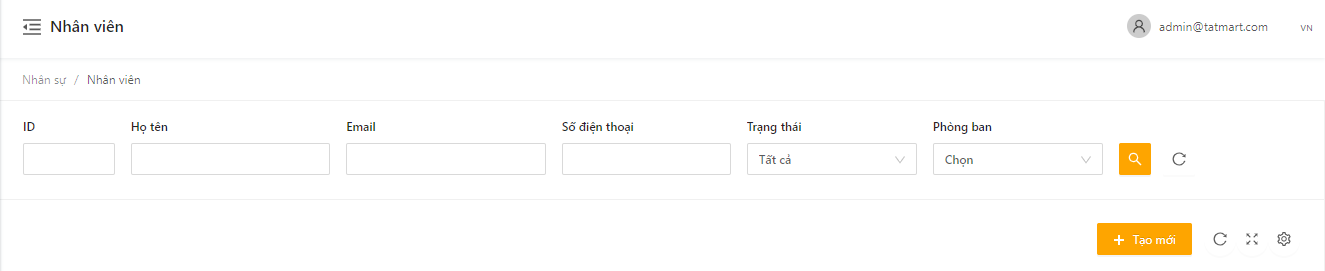 Nhân viên
admin@tatmart.com
VN
Nhân sự / Nhân viên
ID
Họ tên
Email
Số điện thoại
Trạng thái
Phòng ban
Tất cả
Chọn
+ Tạo mới